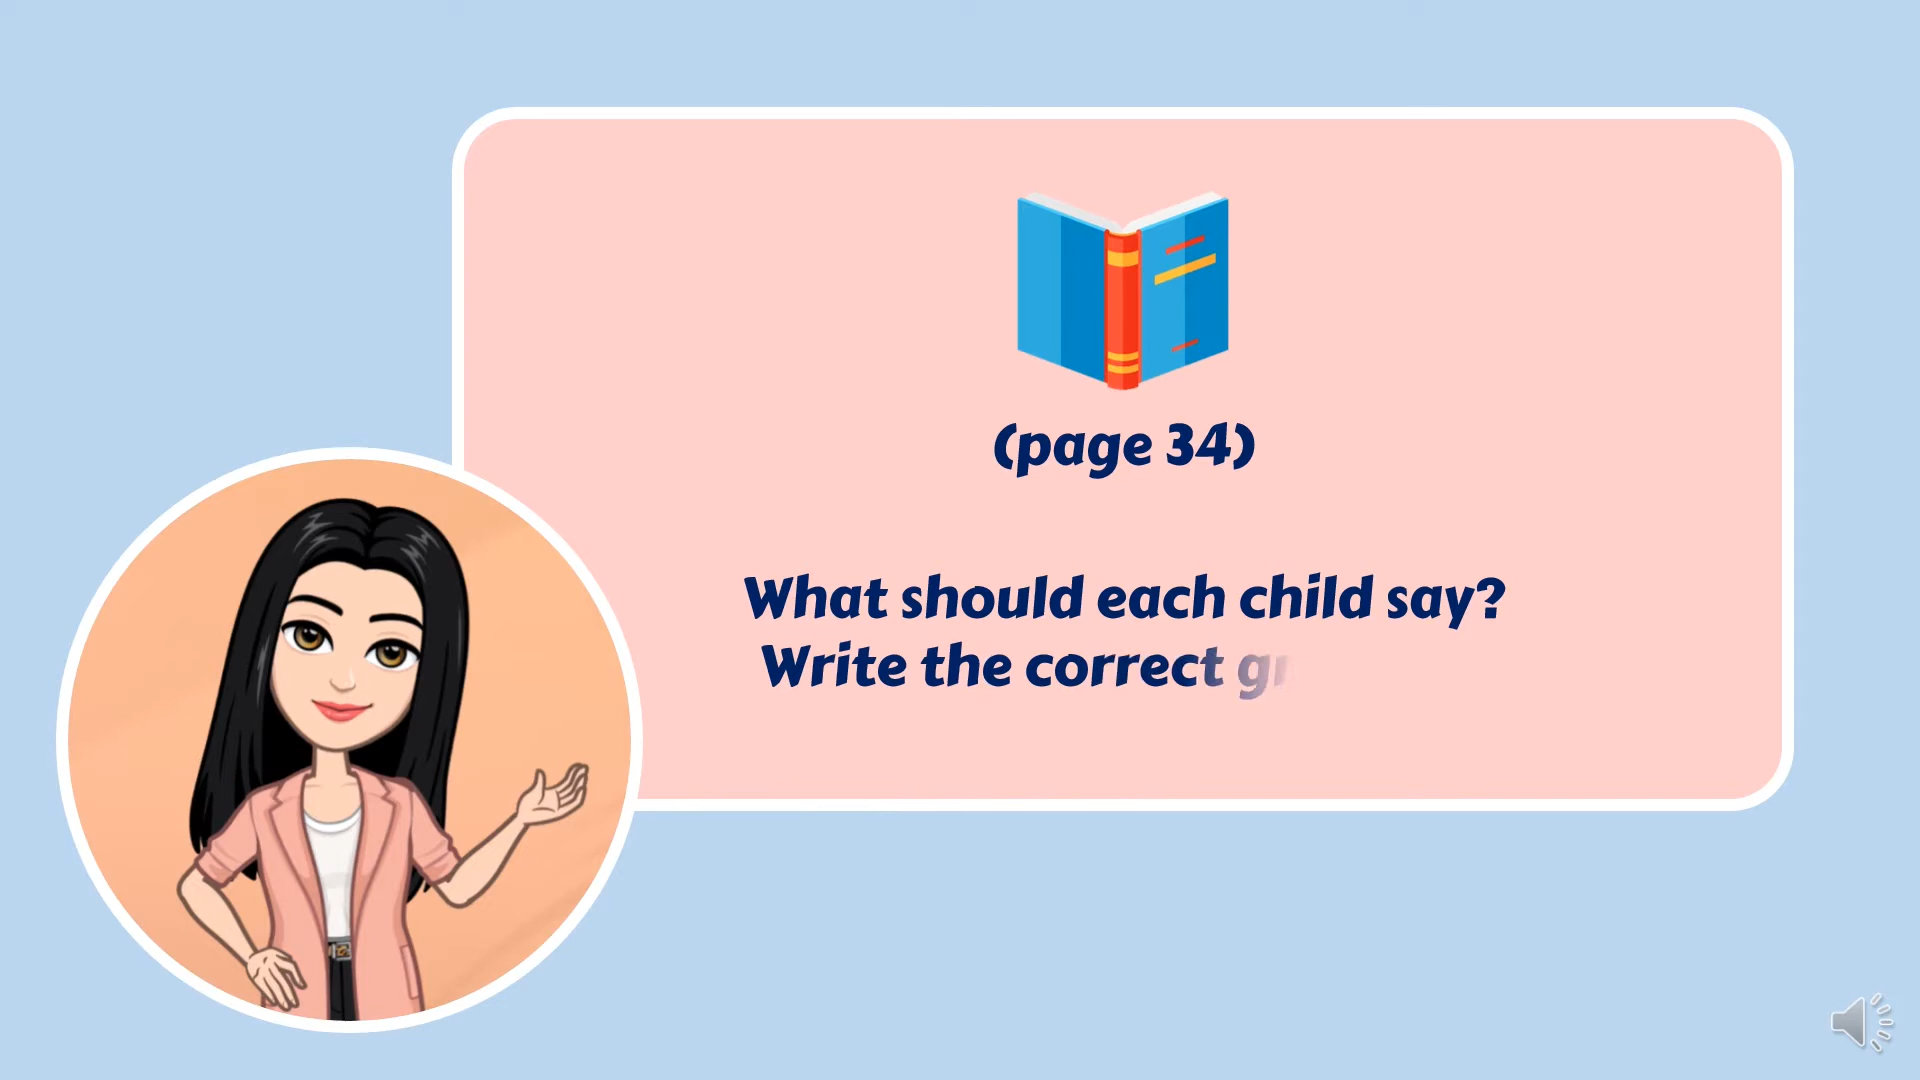 (page 34)
What should each child say?
Write the correct